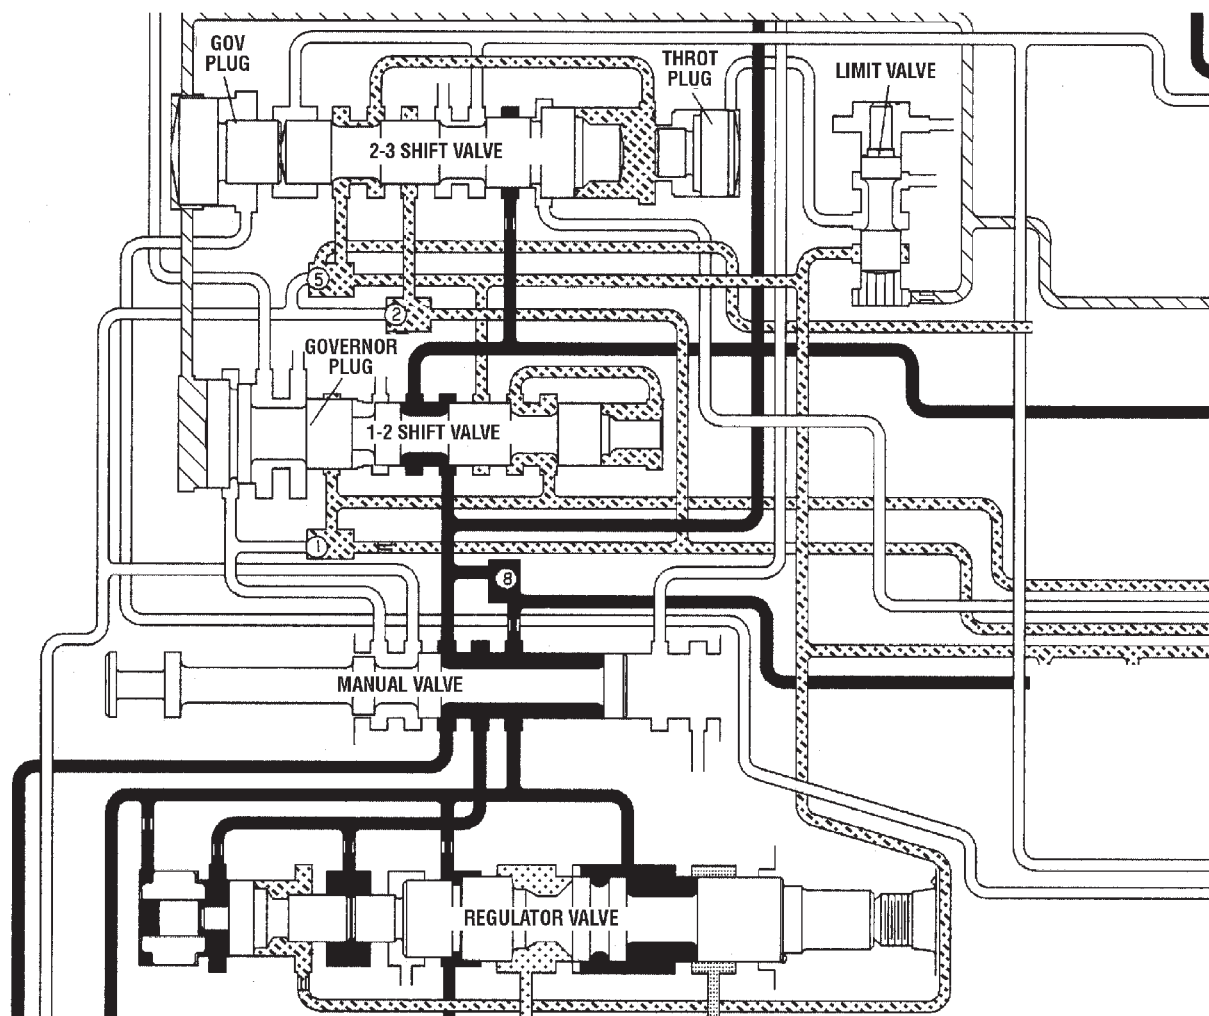 GOV
PLUG
THROT
PLUG
LIMIT VALVE
2-3 SHIFT VALVE
5
2
GOVERNOR
PLUG
1-2 SHIFT VALVE
1
8
MANUAL VALVE
REGULATOR VALVE